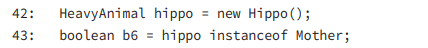 42: HeavyAnimal hippo = new Hippo();
43: boolean b6 = hippo instanceof Mother;